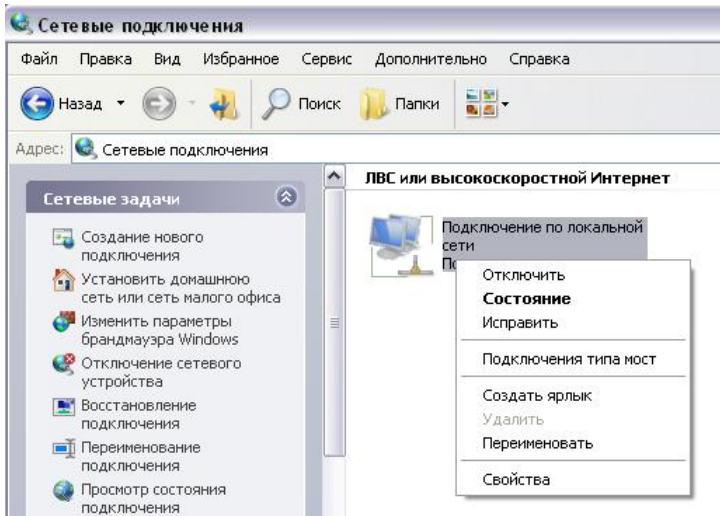 Сетевые подключения
Файл Правка Вид Избранное Сервис Дополнительно Справка
Назад Поиск Папки
Адрес: Сетевые подключения
Сетевые задачи
Создание нового
подключения
Установить домашнюю
сеть или сеть малого офиса
Изменить параметры
брандмауэра Windows
Отключение сетевого
устройства
Восстановление
подключения
Переименование
подключения
Просмотр состояния
подключения
ЛВС или высокоскоростной Интернет
Подключение по локальной
сети
Отключить
Состояние
Исправить
Подключения типа мост
Создать ярлык
Удалить
Переименовать
Свойства